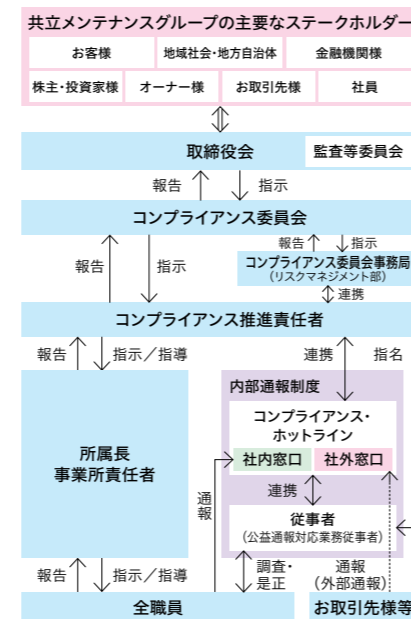 共立メンテナンスグループの主要なステークホルダー
お客様
地域社会・地方自治体
金融機関様
株主・投資家様
オーナー様
お取引先様
社員
取締役会
監査等委員会
報告
指示
コンプライアンス委員会
報告
指示
報告
指示
コンプライアンス委員会事務局
(リスクマネジメント部)
連携
コンプライアンス推進責任者
報告
指示/指導
連携
指名
内部通報制度
コンプライアンス・
ホットライン
社内窓口
社外窓口
所属長
事業所責任者
通報
連携
従事者
(公益通報対応業務従事者)
報告
指示/指導
調査・
是正
通報
(外部通報)
全職員
お取引先様等